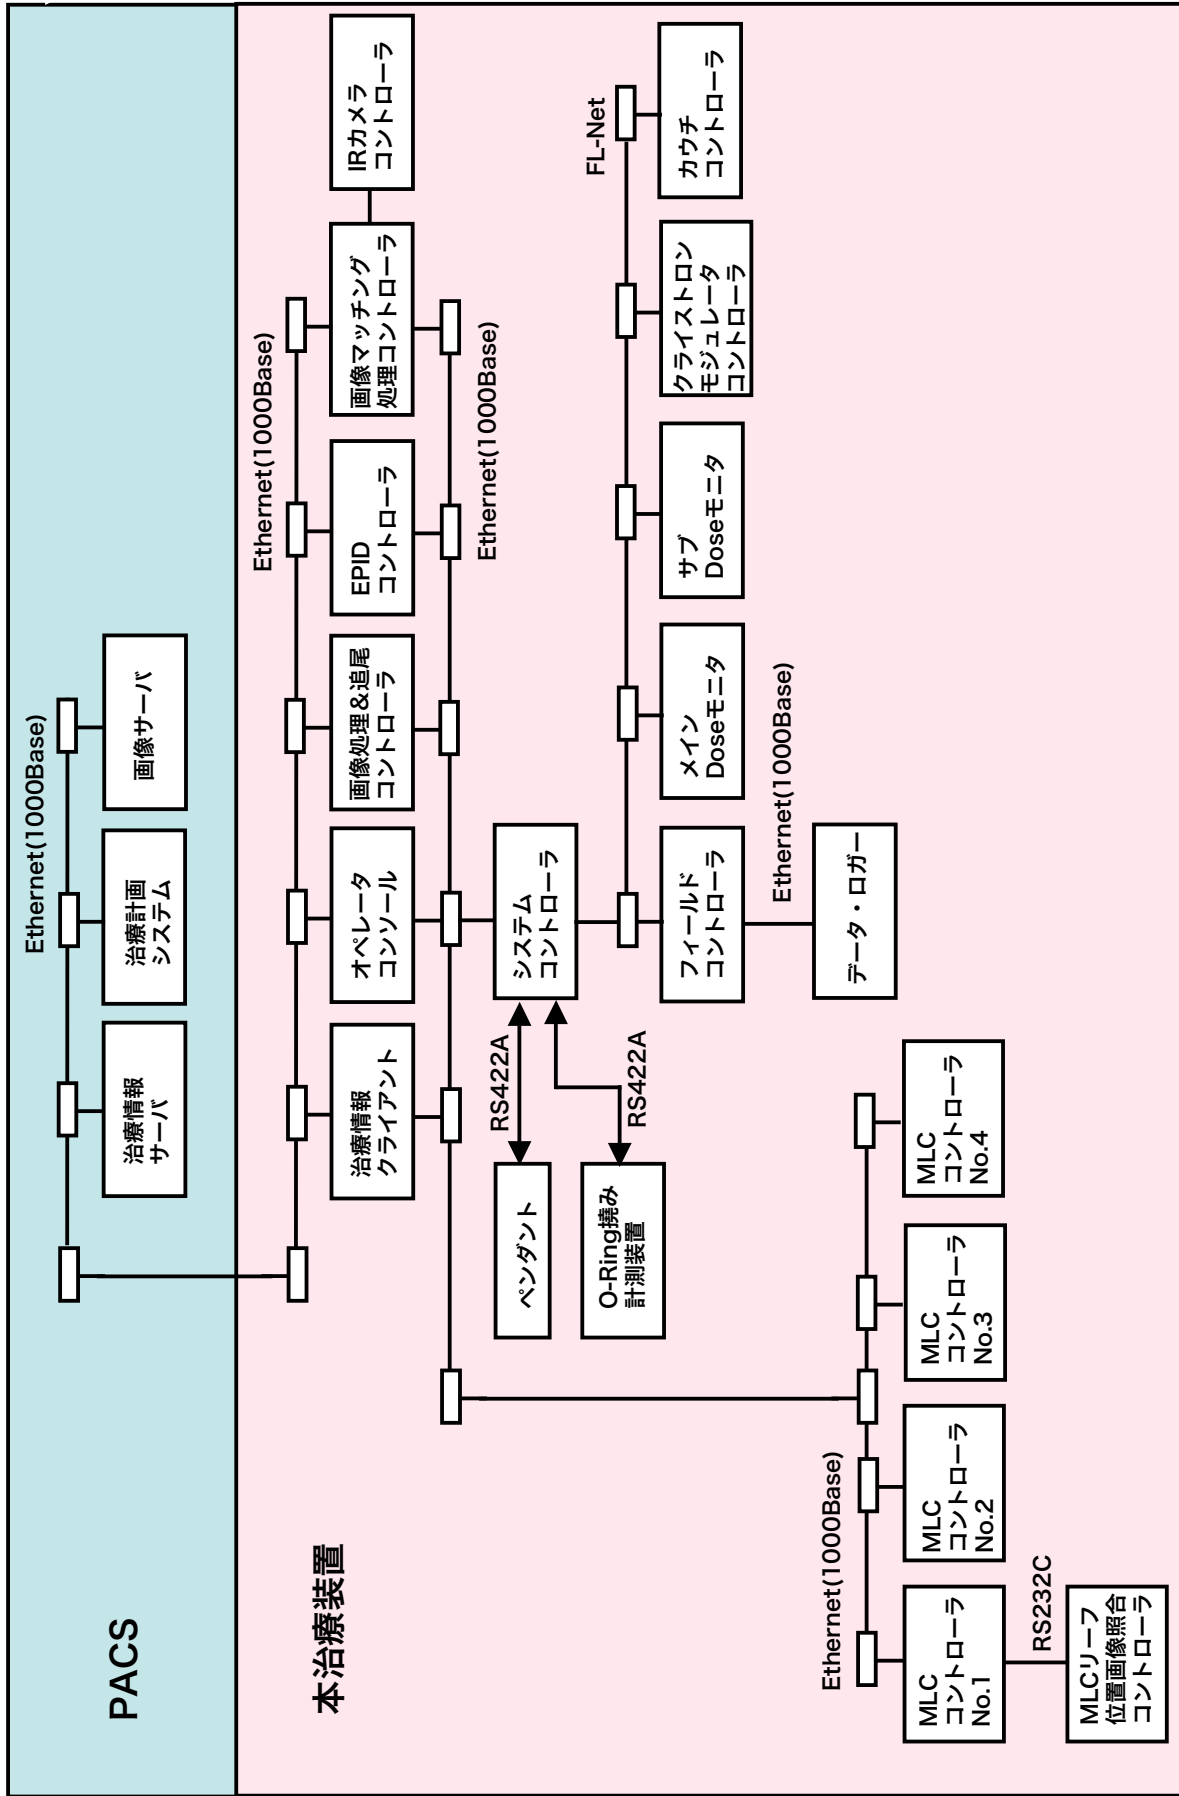 PACS
Ethernet(1000Base)
治療情報
サーバ
治療計画
システム
画像サーバ
本治療装置
Ethernet(1000Base)
治療情報
クライアント
オペレータ
コンソール
画像処理&追尾
コントローラ
EPID
コントローラ
画像マッチング
処理コントローラ
IRカメラ
コントローラ
Ethernet(1000Base)
ペンダント
RS422A
システム
コントローラ
O-Ring撓み
計測装置
RS422A
FL-Net
フィールド
コントローラ
メイン
Doseモニタ
サブ
Doseモニタ
クライストロン
モジュレータ
コントローラ
カウチ
コントローラ
Ethernet(1000Base)
データ・ロガー
Ethernet(1000Base)
MLC
コントローラ
No.1
MLC
コントローラ
No.2
MLC
コントローラ
No.3
MLC
コントローラ
No.4
RS232C
MLCリーフ
位置画像照合
コントローラ